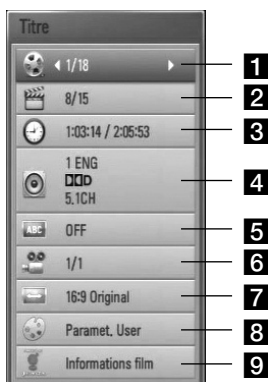 Titre
1/18 1
8/15 2
1:03:14 / 2:05:53 3
1 ENG
DD D
5.1CH 4
ABC OFF 5
1/1 6
16:9 Original 7
Paramet. User 8
Informations film 9